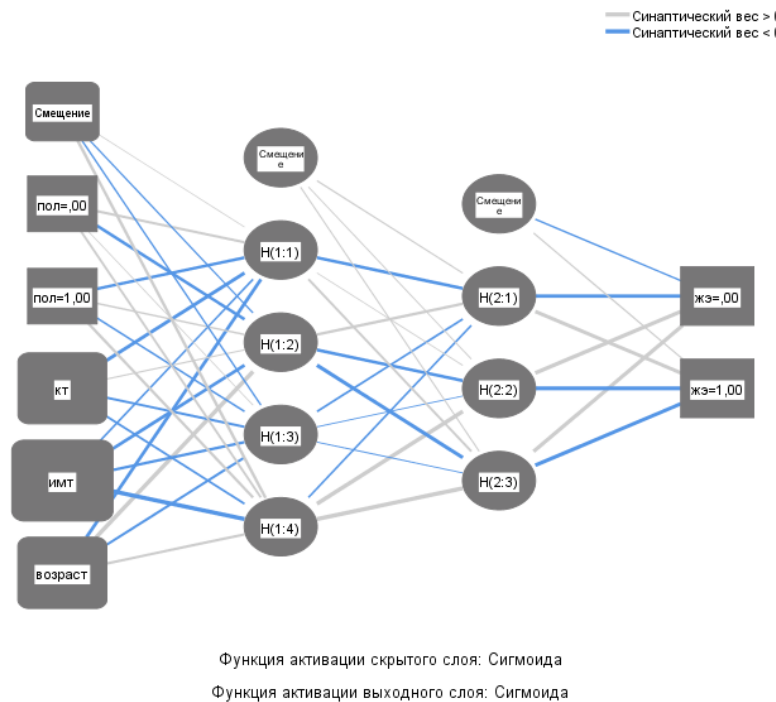 Синаптический вес > 0
Синаптический вес < 0
Смещение
пол=,00
пол=1,00
кт
имт
возраст
Смещени
е
H(1:1)
H(1:2)
H(1:3)
H(1:4)
Смещени
е
H(2:1)
H(2:2)
H(2:3)
жэ=,00
жэ=1,00
Функция активации скрытого слоя: Сигмоида
Функция активации выходного слоя: Сигмоида